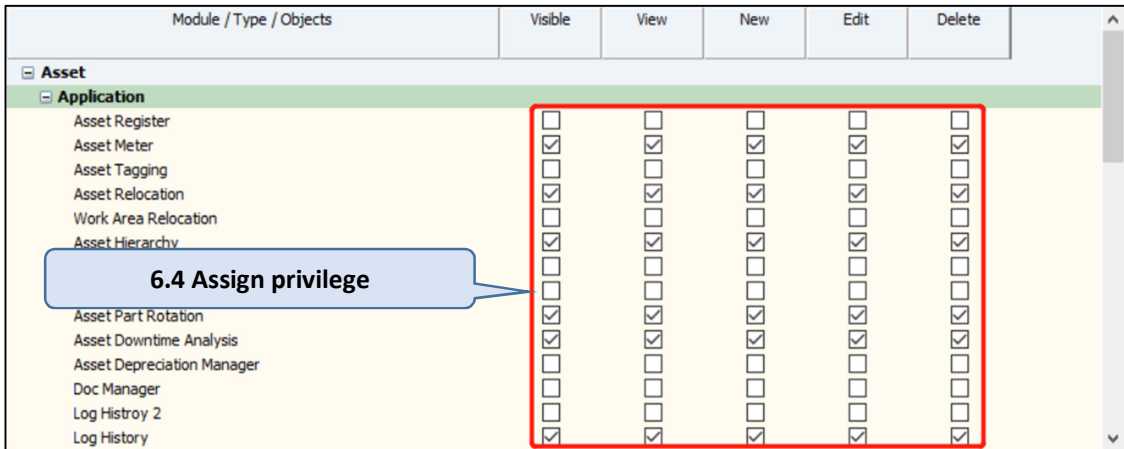 Module / Type / Objects Visible View New Edit Delete
Asset
Application
Asset Register
Asset Meter
Asset Tagging
Asset Relocation
Work Area Relocation
Asset Hierarchy
6.4 Assign privilege
Asset Part Rotation
Asset Downtime Analysis
Asset Depreciation Manager
Doc Manager
Log Histroy 2
Log History